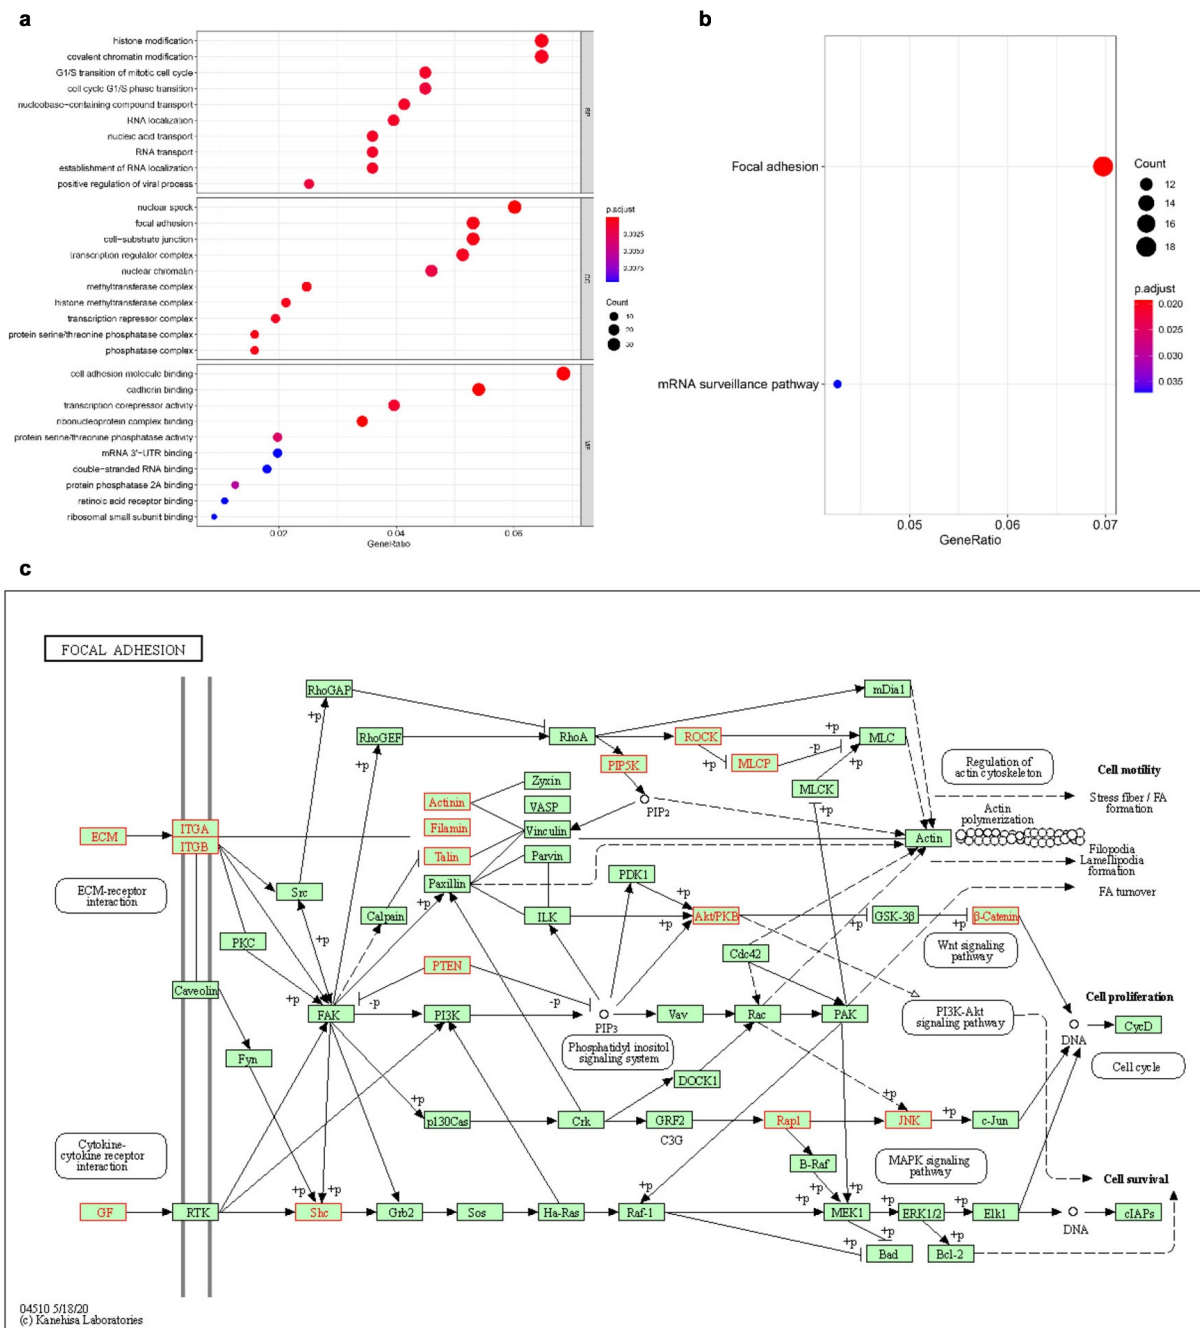 a
histone modification
covalent chromatin modification
G1/S transition of mitotic cell cycle
cell cycle G1/S phase transition
nucleobase-containing compound transport
RNA localization
nucleic acid transport
RNA transport
establishment of RNA localization
positive regulation of viral process
BP
nuclear speck
focal adhesion
cell-substrate junction
transcription regulator complex
nuclear chromatin
methyltransferase complex
histone methyltransferase complex
transcription repressor complex
protein serine/threonine phosphatase complex
phosphatase complex
CC
cell adhesion molecule binding
cadherin binding
transcription corepressor activity
ribonucleoprotein complex binding
protein serine/threonine phosphatase activity
mRNA 3'-UTR binding
double-stranded RNA binding
protein phosphatase 2A binding
retinoic acid receptor binding
ribosomal small subunit binding
MF
0.02
0.04
0.06
GeneRatio
p.adjust
0.0025
0.0050
0.0075
Count
10
20
30
b
Focal adhesion
mRNA surveillance pathway
0.05
0.06
0.07
GeneRatio
Count
12
14
16
18
p.adjust
0.020
0.025
0.030
0.035
c
FOCAL ADHESION
RhoGAP
mDia1
+p
RhoGEF
RhoA
ROCK
+p
MLC
+p
PIP5K
+p
MLCP
-p
+p
Regulation of
actin cytoskeleton
Cell motility
Zyxin
MLCK
Stress fiber / FA
formation
Actinin
VASP
PIP2
+p
Actin
polymerization
ECM
ITGA
ITGB
Filamin
Vinculin
Actin
Filopodia
Lamellipodia
formation
Talin
Parvin
ECM-receptor
interaction
Src
+p
Paxillin
PDK1
+p
FA turnover
Calpain
ILK
+p
Akt/PKB
+p
GSK-3β
+p
β-Catenin
PKC
+p
Cdc42
Wnt signaling
pathway
PTEN
Caveolin
+p
-p
-p
Cell proliferation
FAK
PI3K
PIP3
Vav
Rac
PAK
PI3K-Akt
signaling pathway
DNA
CycD
Phosphatidyl inositol
signaling system
Fyn
Cell cycle
DOCK1
+p
+p
p130Cas
Crk
GRF2
C3G
Rap1
JNK
+p
c-Jun
Cytokine-
cytokine receptor
interaction
B-Raf
MAPK signaling
pathway
+p
+p
+p
+p
+p
Cell survival
GF
RTK
Shc
Grb2
Sos
Ha-Ras
Raf-1
+p
MEK1
+p
ERK1/2
+p
Elk1
DNA
cIAPs
+p
+p
+p
Bad
Bcl-2
04510 5/18/20
(c) Kanehisa Laboratories